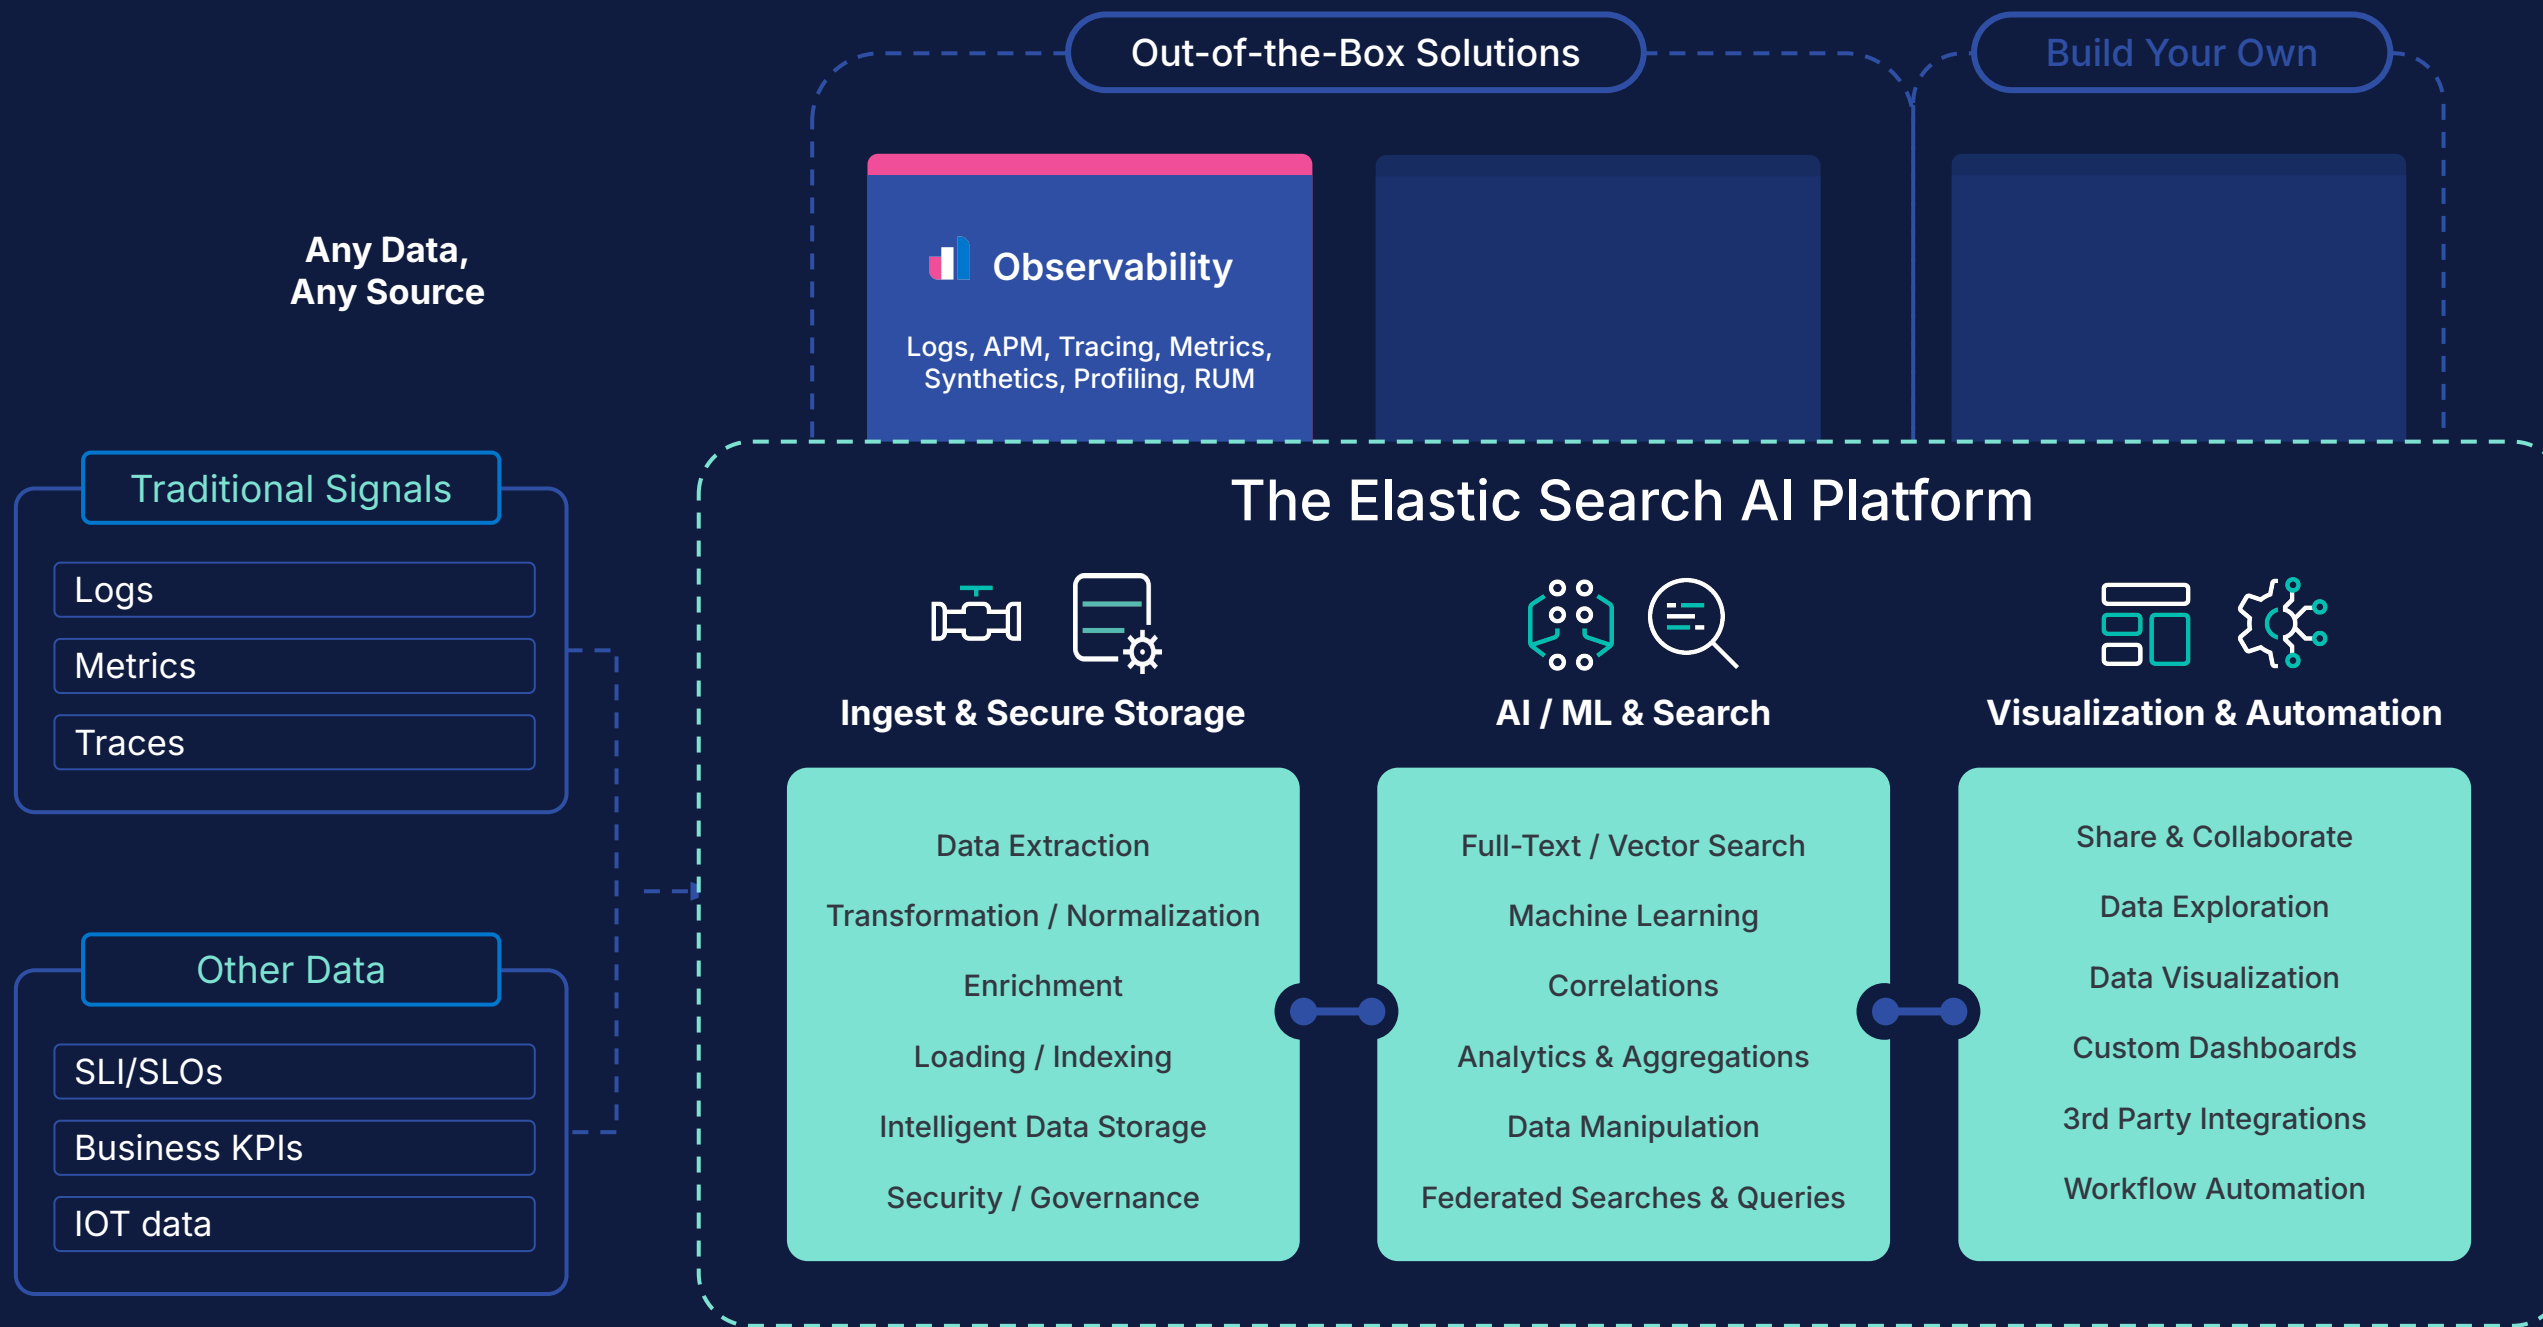 Out-of-the-Box Solutions
Build Your Own
Any Data,
Any Source
Observability
Logs, APM, Tracing, Metrics,
Synthetics, Profiling, RUM
Traditional Signals
Logs
Metrics
Traces
Other Data
SLI/SLOs
Business KPIs
IOT data
The Elastic Search AI Platform
Ingest & Secure Storage
Data Extraction
Transformation / Normalization
Enrichment
Loading / Indexing
Intelligent Data Storage
Security / Governance
AI / ML & Search
Full-Text / Vector Search
Machine Learning
Correlations
Analytics & Aggregations
Data Manipulation
Federated Searches & Queries
Visualization & Automation
Share & Collaborate
Data Exploration
Data Visualization
Custom Dashboards
3rd Party Integrations
Workflow Automation